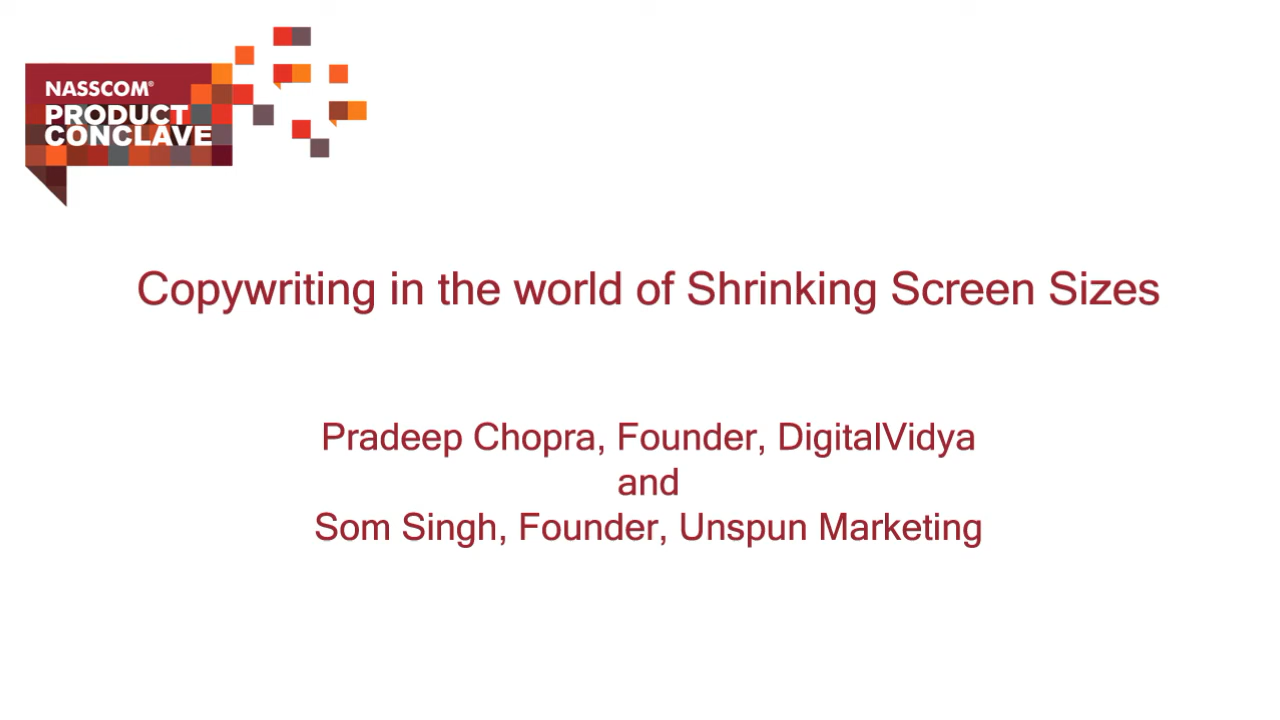 NASSCOM®
PRODUCT
CONCLAVE
Copywriting in the world of Shrinking Screen Sizes
Pradeep Chopra, Founder, DigitalVidya
and
Som Singh, Founder, Unspun Marketing